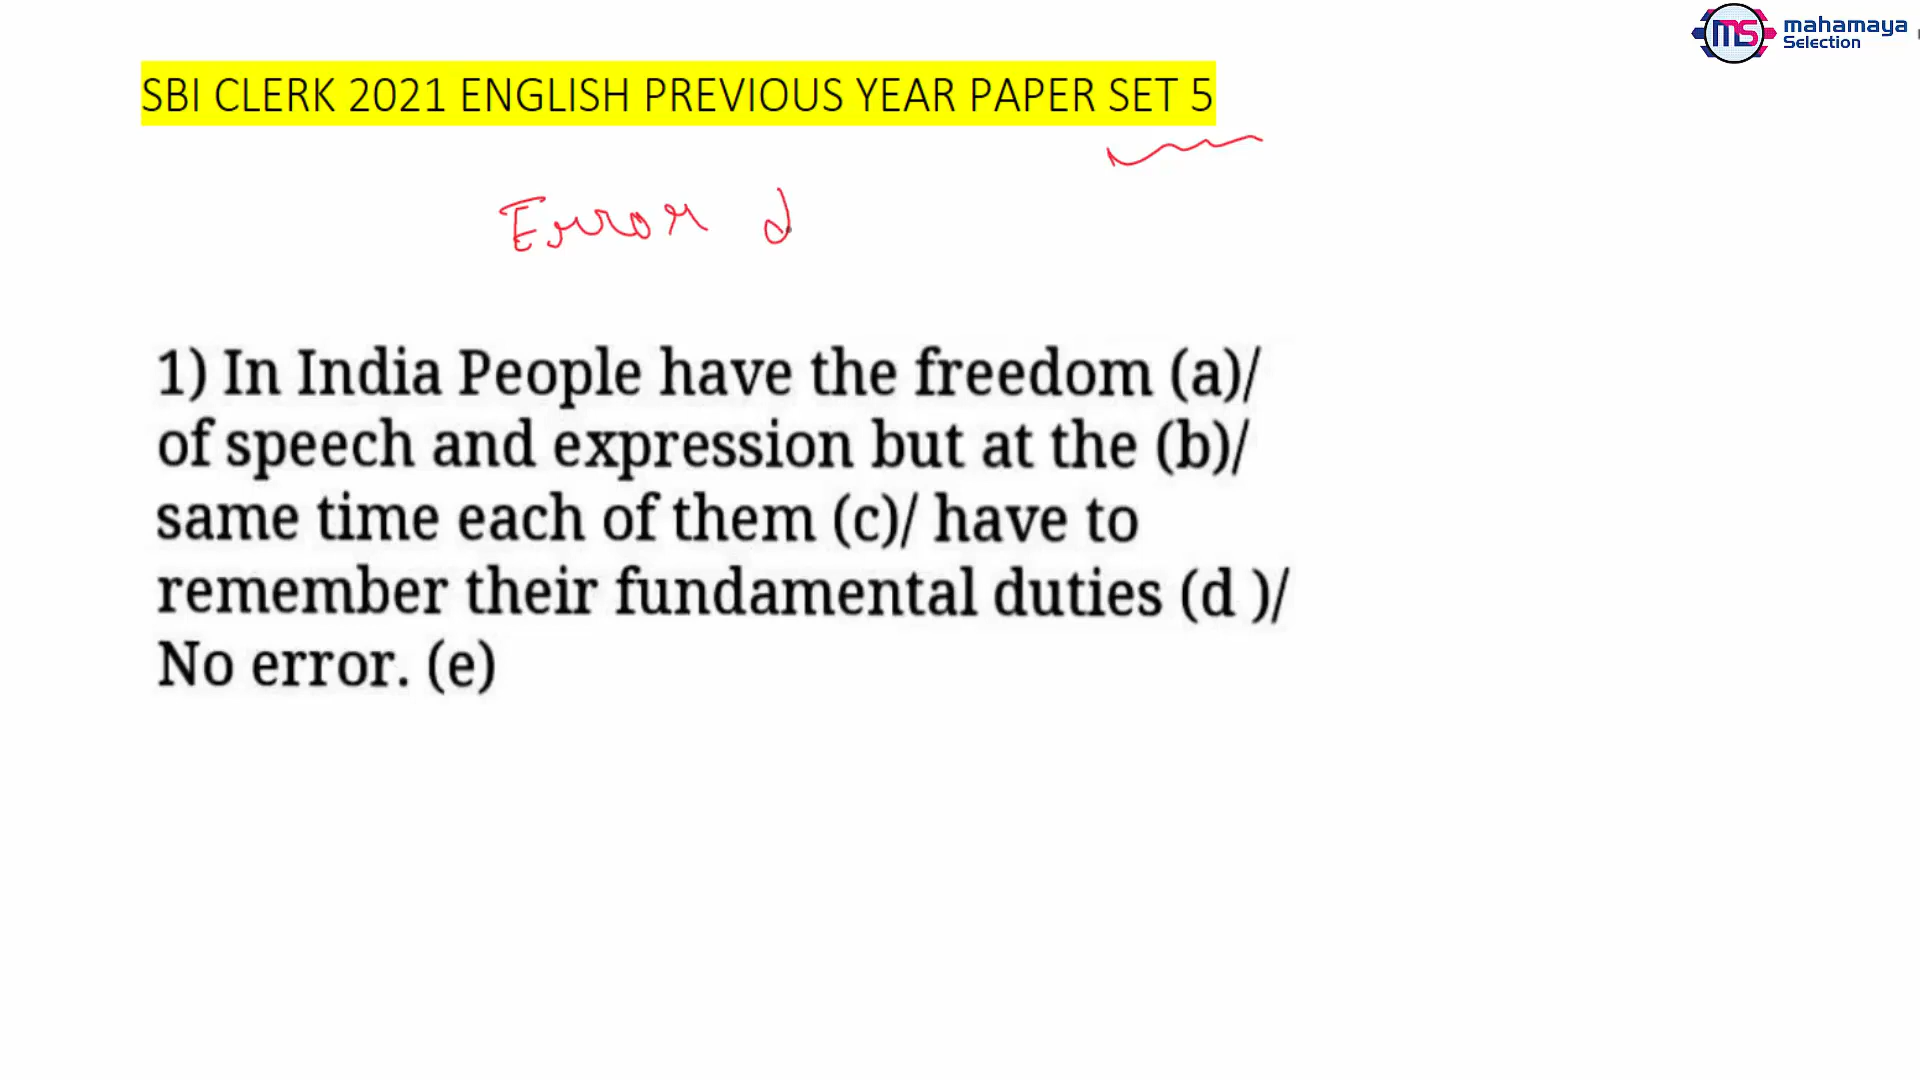 mahamaya
Selection
SBI CLERK 2021 ENGLISH PREVIOUS YEAR PAPER SET 5
Error d
1) In India People have the freedom (a)/
of speech and expression but at the (b)/
same time each of them (c)/ have to
remember their fundamental duties (d )/
No error. (e)